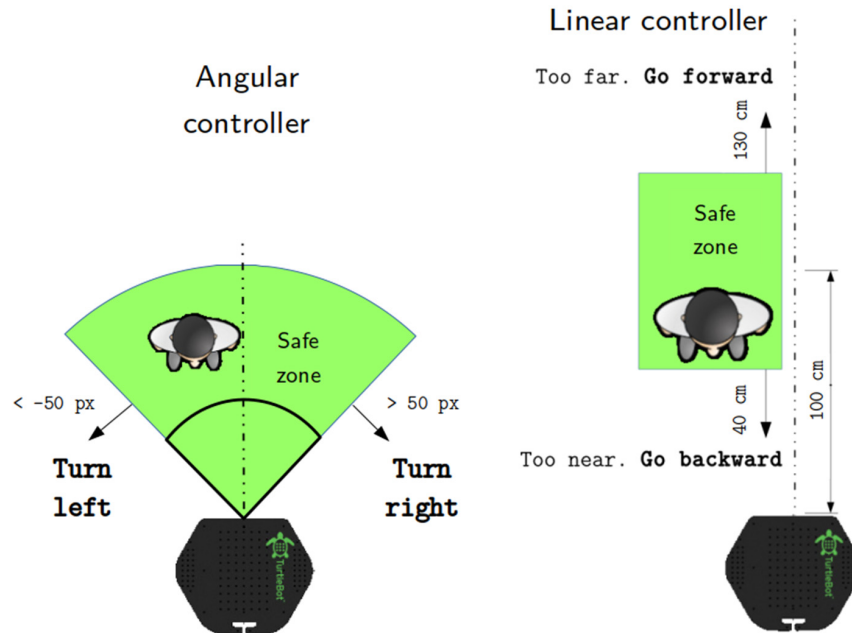 Angular
controller
Safe
zone
< -50 px
> 50 px
Turn
left
Turn
right
TurtleBot
Linear controller
Too far. Go forward
130 cm
Safe
zone
100 cm
40 cm
Too near. Go backward
TurtleBot